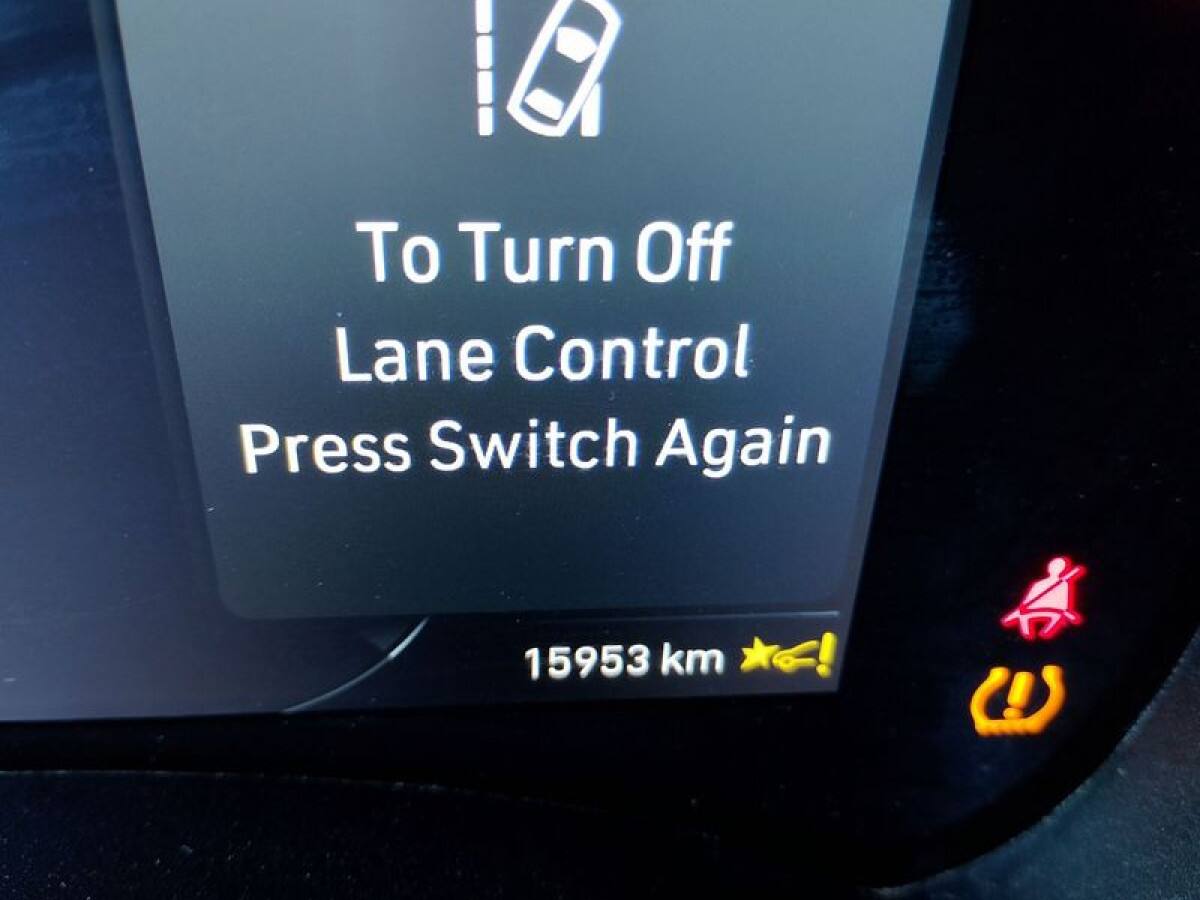 To Turn Off
Lane Control
Press Switch Again
15953 km